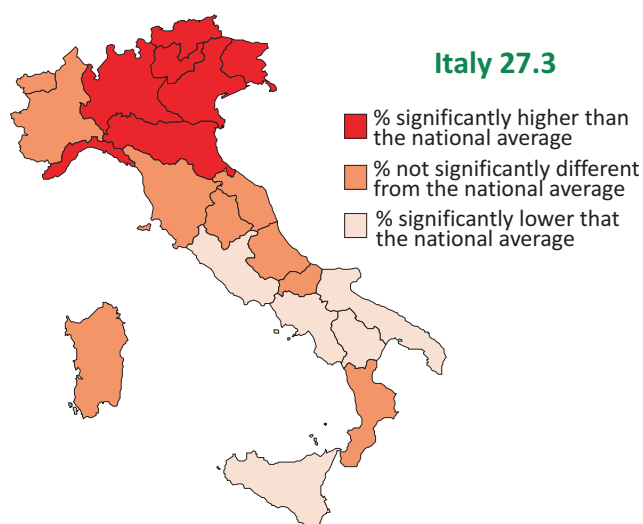 Italy 27.3
% significantly higher than
the national average
% not significantly different
from the national average
% significantly lower that
the national average